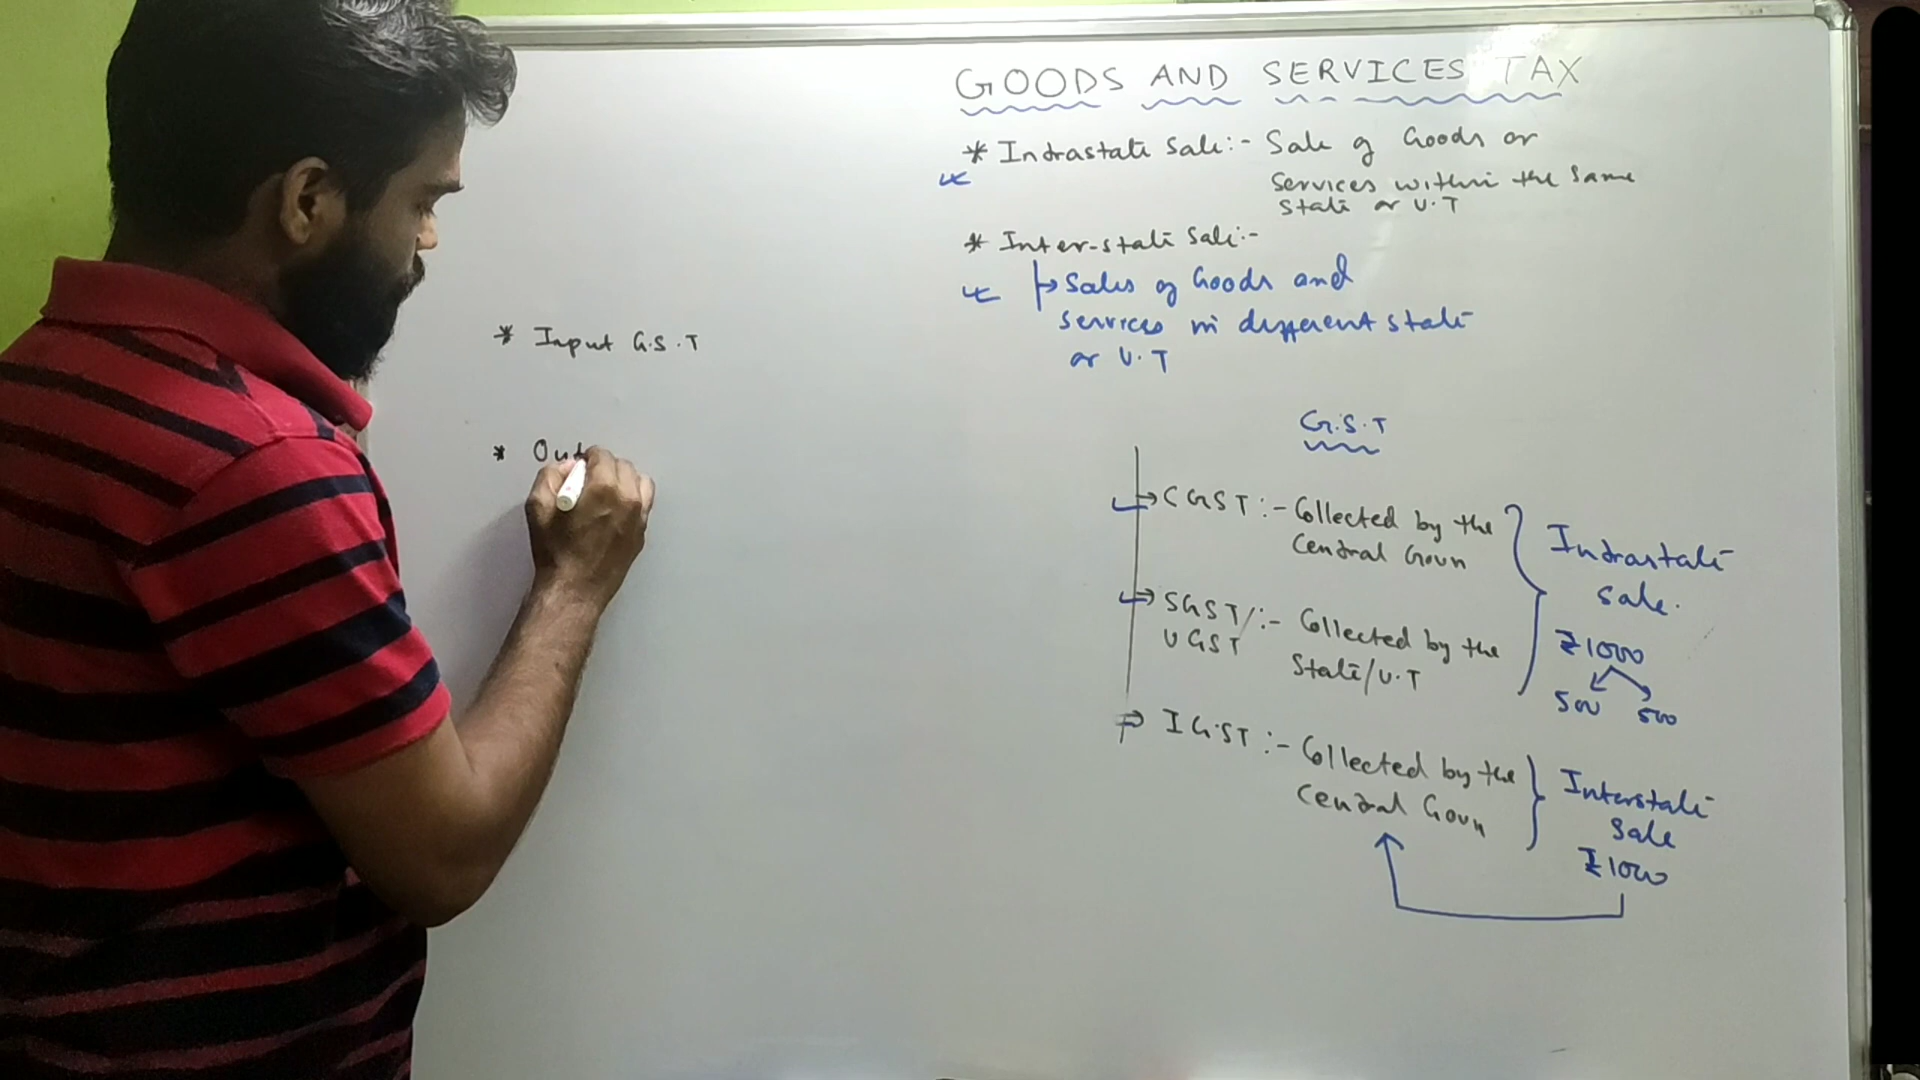 GOODS AND SERVICES TAX
* Intrastate Sale:- Sale of Goods or
Services within the Same
State or U.T
* Inter-state Sale:-
Sales of Goods and
services in different state
or U.T
* Input G.S.T
* Out
G.S.T
CGST :- Collected by the
Central Govn
SGST/:- Collected by the
UGST State/U.T
Intrastate
sale.
₹1000
500 500
IGST :- Collected by the
Central Govn
Interstate
Sale
₹1000